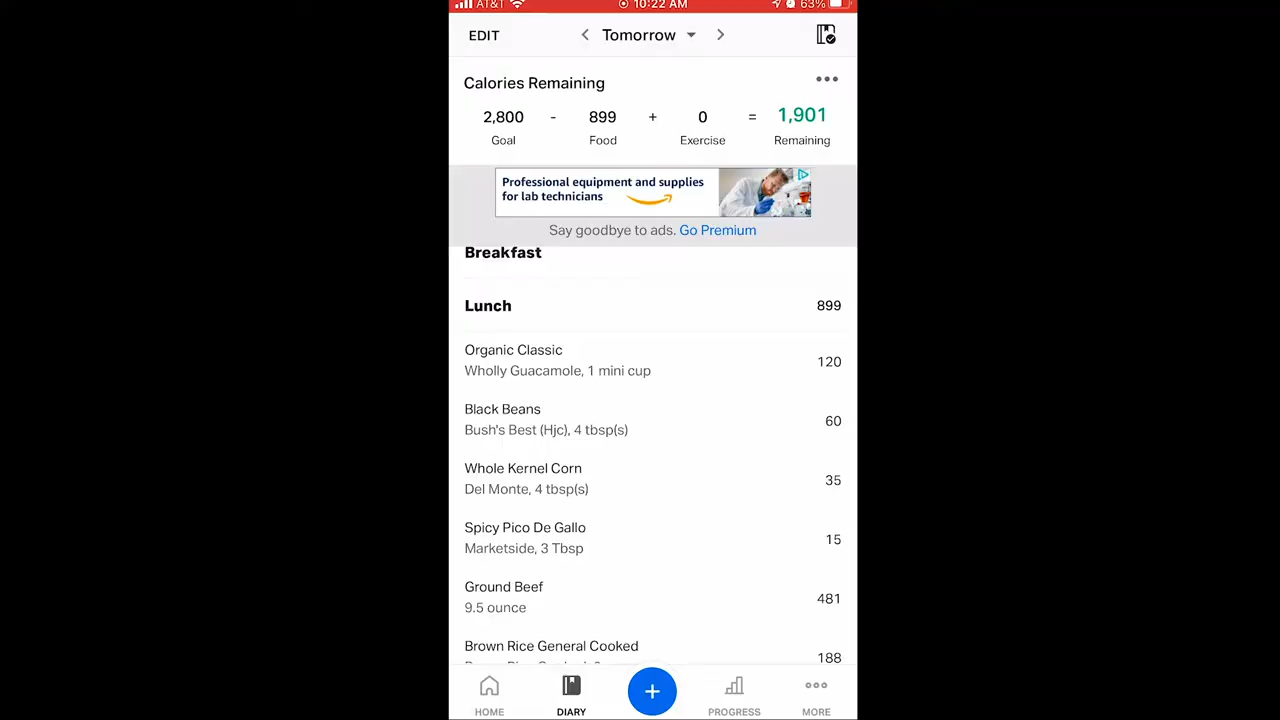 AT&T 10:22 AM 63%
EDIT Tomorrow
Calories Remaining
2,800 - 899 + 0 = 1,901
Goal Food Exercise Remaining
Professional equipment and supplies
for lab technicians
Say goodbye to ads. Go Premium
Breakfast
Lunch 899
Organic Classic
Wholly Guacamole, 1 mini cup 120
Black Beans
Bush's Best (Hjc), 4 tbsp(s) 60
Whole Kernel Corn
Del Monte, 4 tbsp(s) 35
Spicy Pico De Gallo
Marketside, 3 Tbsp 15
Ground Beef
9.5 ounce 481
Brown Rice General Cooked
188
HOME DIARY PROGRESS MORE